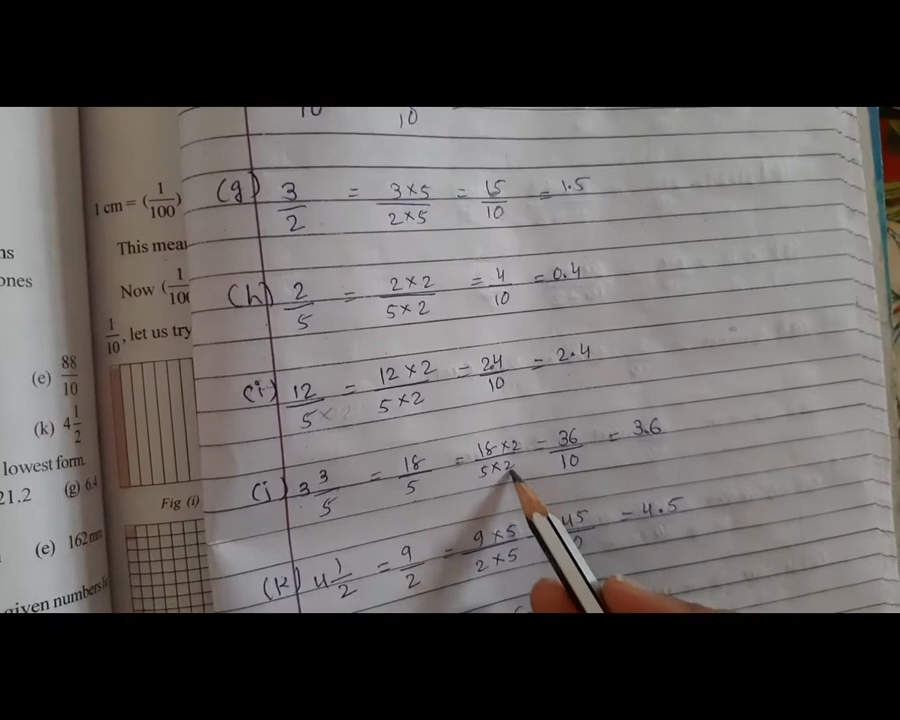 10 10
(g) 3/2 = 3×5/2×5 = 15/10 = 1.5
(h) 2/5 = 2×2/5×2 = 4/10 = 0.4
(i) 12/5×2 = 12×2/5×2 = 24/10 = 2.4
(j) 3 3/5 = 18/5 = 18×2/5×2 = 36/10 = 3.6
(k) 4 1/2 = 9/2 = 9×5/2×5 45 = 4.5
1 cm = (1/100)
This mea
Now (1/100
1/10, let us try
Fig (i)
ns
ones
(e) 88/10
(k) 4 1/2
lowest form.
21.2 (g) 6.4
(e) 162
given numbers